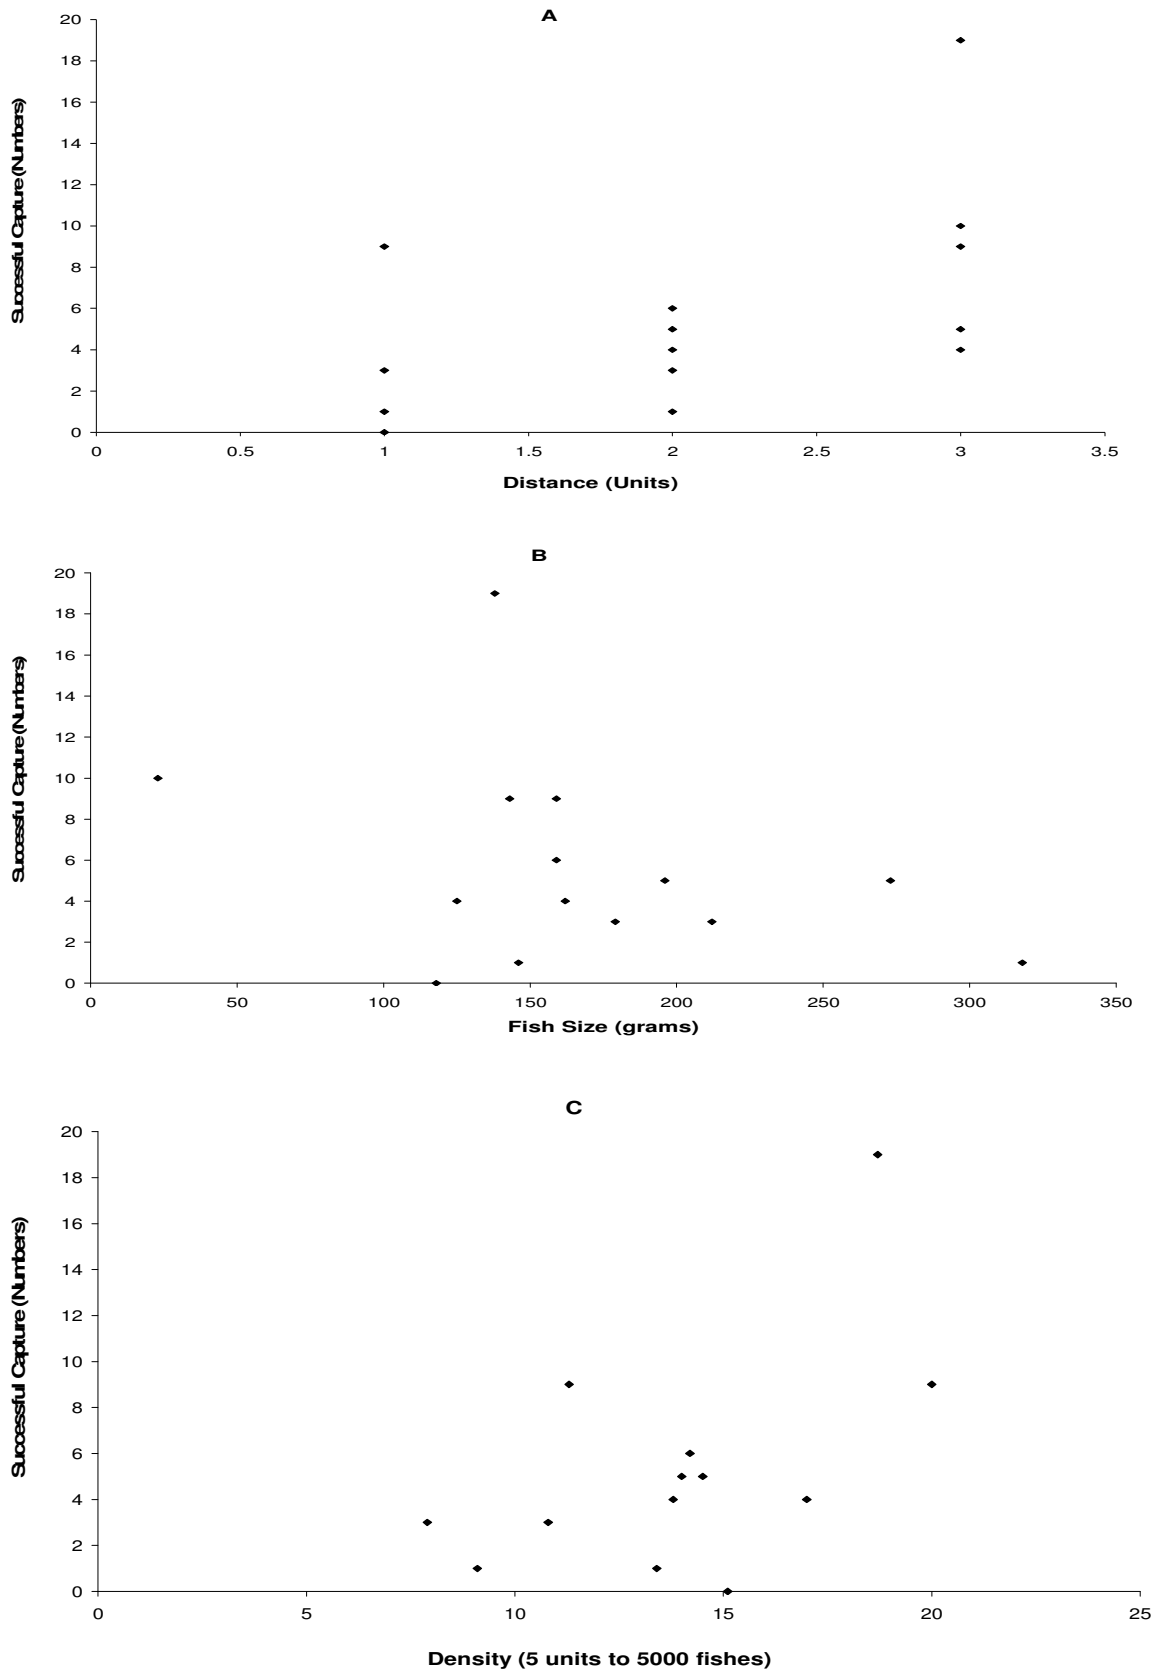 A
Successful Capture (Numbers)
20
18
16
14
12
10
8
6
4
2
0
0 0.5 1 1.5 2 2.5 3 3.5
Distance (Units)
B
Successful Capture (Numbers)
20
18
16
14
12
10
8
6
4
2
0
0 50 100 150 200 250 300 350
Fish Size (grams)
C
Successful Capture (Numbers)
20
18
16
14
12
10
8
6
4
2
0
0 5 10 15 20 25
Density (5 units to 5000 fishes)